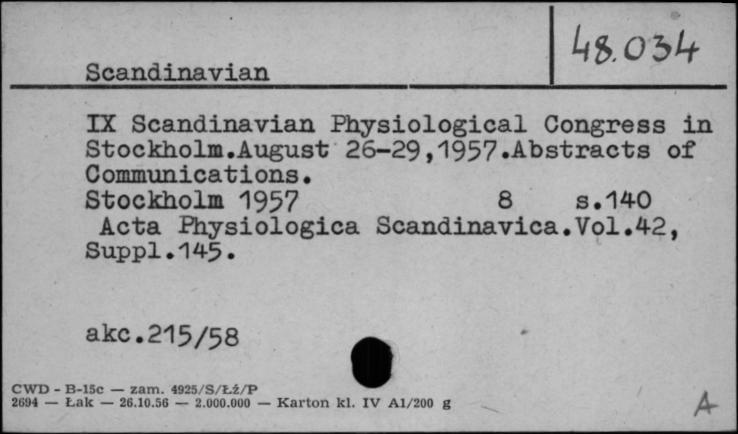 48.034
Scandinavian
IX Scandinavian Physiological Congress in
Stockholm.August 26-29,1957.Abstracts of
Communications.
Stockholm 1957 8 s.140
Acta Physiologica Scandinavica.Vol.42,
Suppl.145.
akc.215/58
CWD - B-15c — zam. 4925/S/Łź/P
2694 — Łak — 26.10.56 — 2.000.000 — Karton kl. IV A1/200 g
A